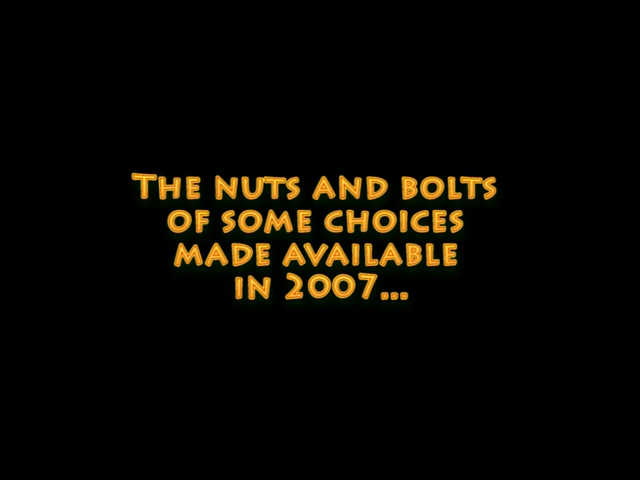 The nuts and bolts
of some choices
made available
in 2007...